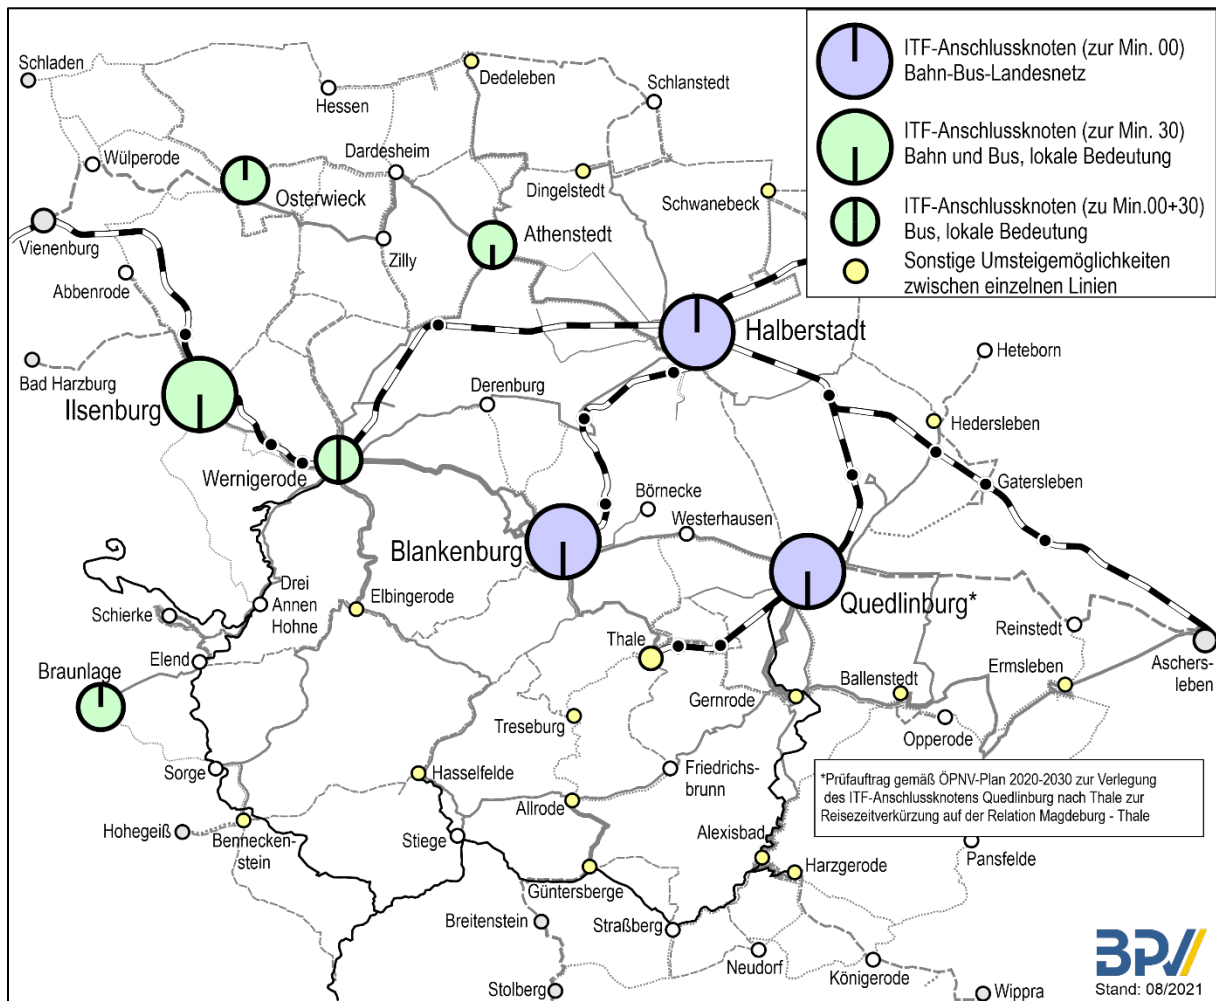 ITF-Anschlussknoten (zur Min. 00)
Bahn-Bus-Landesnetz
ITF-Anschlussknoten (zur Min. 30)
Bahn und Bus, lokale Bedeutung
ITF-Anschlussknoten (zu Min.00+30)
Bus, lokale Bedeutung
Sonstige Umsteigemöglichkeiten
zwischen einzelnen Linien
Schladen
Hessen
Dedeleben
Schlanstedt
Wülperode
Osterwieck
Dardesheim
Dingelstedt
Schwanebeck
Vienenburg
Zilly
Athenstedt
Abbenrode
Halberstadt
Bad Harzburg
Ilsenburg
Derenburg
Heteborn
Hedersleben
Wernigerode
Gatersleben
Börnecke
Westerhausen
Blankenburg
Quedlinburg*
Schierke
Drei
Annen
Hohne
Elbingerode
Thale
Reinstedt
Elend
Aschers-
leben
Braunlage
Gernrode
Ballenstedt
Ermsleben
Treseburg
Opperode
Sorge
Hasselfelde
Friedrichs-
brunn
Allrode
*Prüfauftrag gemäß ÖPNV-Plan 2020-2030 zur Verlegung
des ITF-Anschlussknotens Quedlinburg nach Thale zur
Reisezeitverkürzung auf der Relation Magdeburg - Thale
Hohegeiß
Bennecken-
stein
Stiege
Alexisbad
Harzgerode
Pansfelde
Güntersberge
Breitenstein
Straßberg
Neudorf
Königerode
Stolberg
Wippra
BPV
Stand: 08/2021